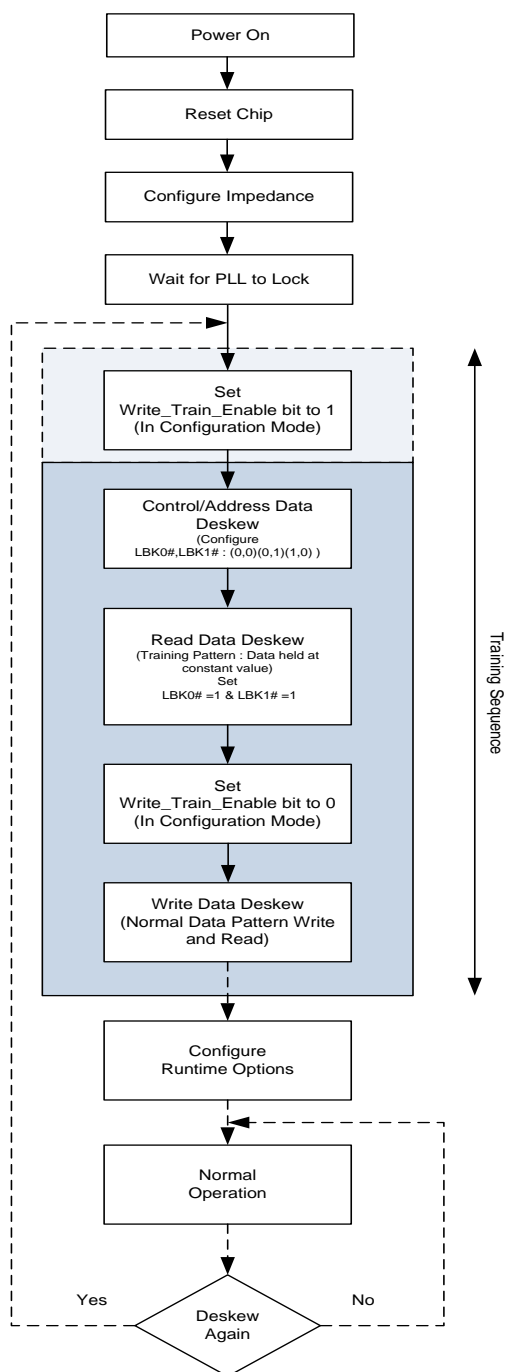 Power On
Reset Chip
Configure Impedance
Wait for PLL to Lock
Set
Write_Train_Enable bit to 1
(In Configuration Mode)
Control/Address Data
Deskew
(Configure
LBK0#,LBK1# : (0,0)(0,1)(1,0) )
Read Data Deskew
(Training Pattern : Data held at
constant value)
Set
LBK0# =1 & LBK1# =1
Set
Write_Train_Enable bit to 0
(In Configuration Mode)
Write Data Deskew
(Normal Data Pattern Write
and Read)
Training Sequence
Configure
Runtime Options
Normal
Operation
Yes
Deskew
Again
No